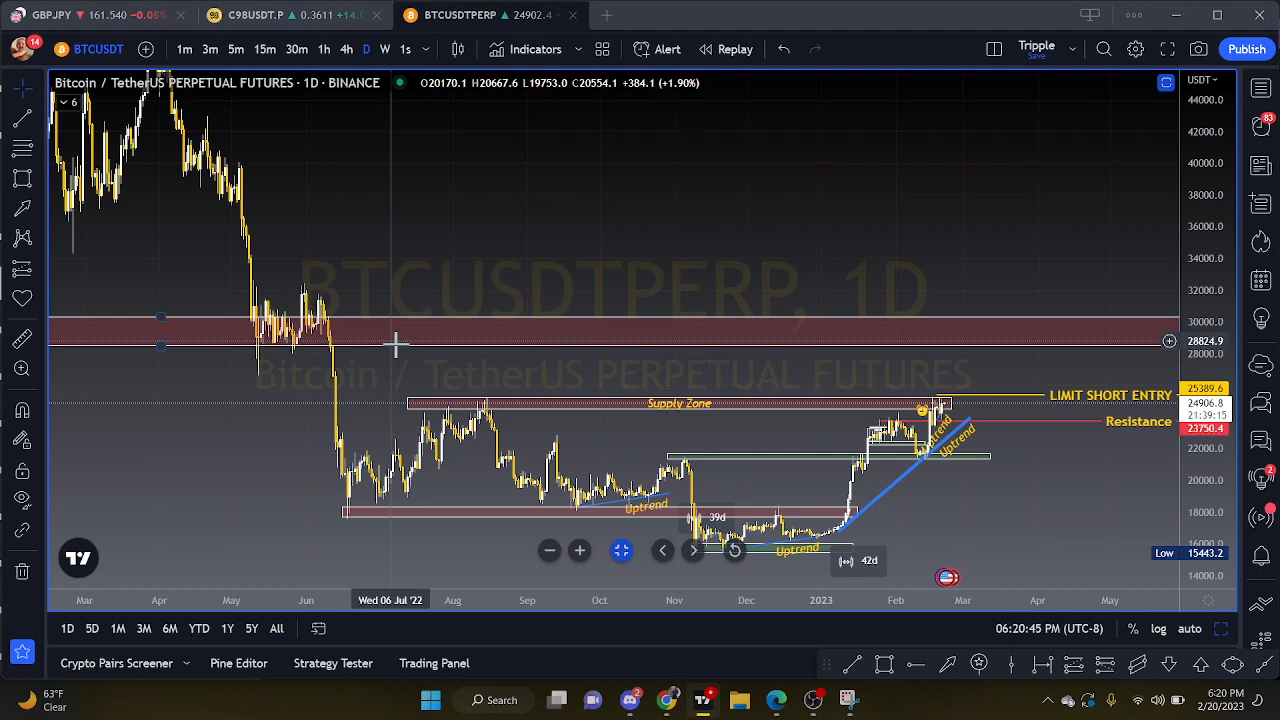 GBPJPY 161.540 -0.05%
C98USDT.P 0.3611 +14.0
BTCUSDTPERP 24902.4
14 BTCUSDT 1m 3m 5m 15m 30m 1h 4h D W 1s Indicators Alert Replay Tripple Save Publish
Bitcoin / TetherUS PERPETUAL FUTURES · 1D · BINANCE O20170.1 H20667.6 L19753.0 C20554.1 +384.1 (+1.90%) USDT
6
44000.0
42000.0
83
40000.0
38000.0
36000.0
34000.0
BTCUSDTPERP, 1D
32000.0
30000.0
28824.9
28000.0
Bitcoin / TetherUS PERPETUAL FUTURES
25389.6
LIMIT SHORT ENTRY
Supply Zone
24906.8
21:39:15
Resistance
23750.4
Uptrend
Uptrend
22000.0
2
20000.0
Uptrend
18000.0
39d
16000.0
Uptrend
Low 15443.2
42d
14000.0
Mar Apr May Jun Wed 06 Jul '22 Aug Sep Oct Nov Dec 2023 Feb Mar Apr May
1D 5D 1M 3M 6M YTD 1Y 5Y All 06:20:45 (UTC-8) % log auto
Crypto Pairs Screener Pine Editor Strategy Tester Trading Panel
63°F
Clear
Search
2
6:20 PM
2/20/2023